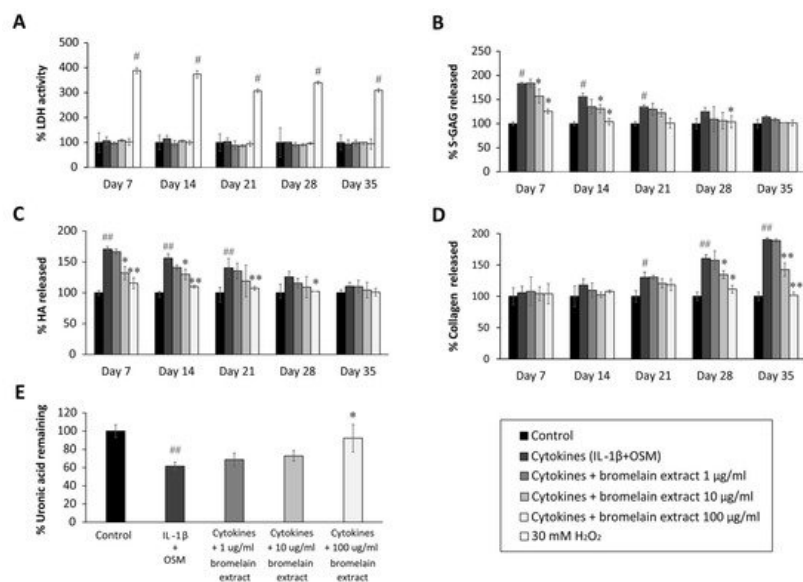 A
% LDH activity
500
400
300
200
100
0
#
#
#
#
#
Day 7 Day 14 Day 21 Day 28 Day 35
B
% S-GAG released
200
150
100
50
0
#
*
*
#
*
*
#
*
Day 7 Day 14 Day 21 Day 28 Day 35
C
% HA released
200
150
100
50
0
##
*
**
##
*
**
##
**
*
Day 7 Day 14 Day 21 Day 28 Day 35
D
% Collagen released
200
150
100
50
0
#
##
*
*
##
**
**
Day 7 Day 14 Day 21 Day 28 Day 35
E
% Uronic acid remaining
120
100
80
60
40
20
0
##
*
Control
IL-1β
+
OSM
Cytokines
+ 1 ug/ml
bromelain
extract
Cytokines
+ 10 ug/ml
bromelain
extract
Cytokines
+ 100 ug/ml
bromelain
extract
Control
Cytokines (IL-1β+OSM)
Cytokines + bromelain extract 1 µg/ml
Cytokines + bromelain extract 10 µg/ml
Cytokines + bromelain extract 100 µg/ml
30 mM H₂O₂